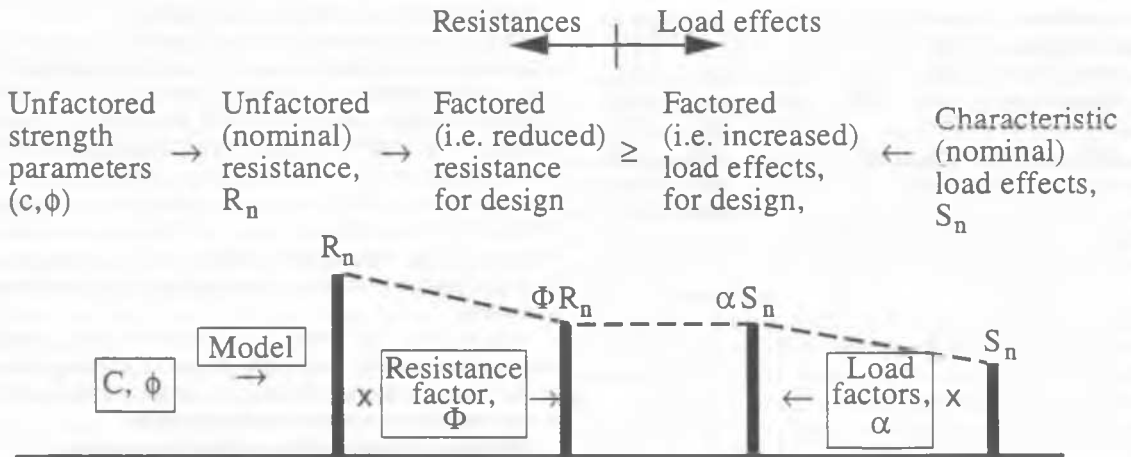 Resistances Load effects
Unfactored strength parameters (c,ϕ)
→
Unfactored (nominal) resistance, Rₙ
→
Factored (i.e. reduced) resistance for design
≥
Factored (i.e. increased) load effects, for design,
←
Characteristic (nominal) load effects, Sₙ
Rₙ
ΦRₙ
αSₙ
Sₙ
C, ϕ
Model
→
x
Resistance
factor, →
Φ
Load
← factors, x
α